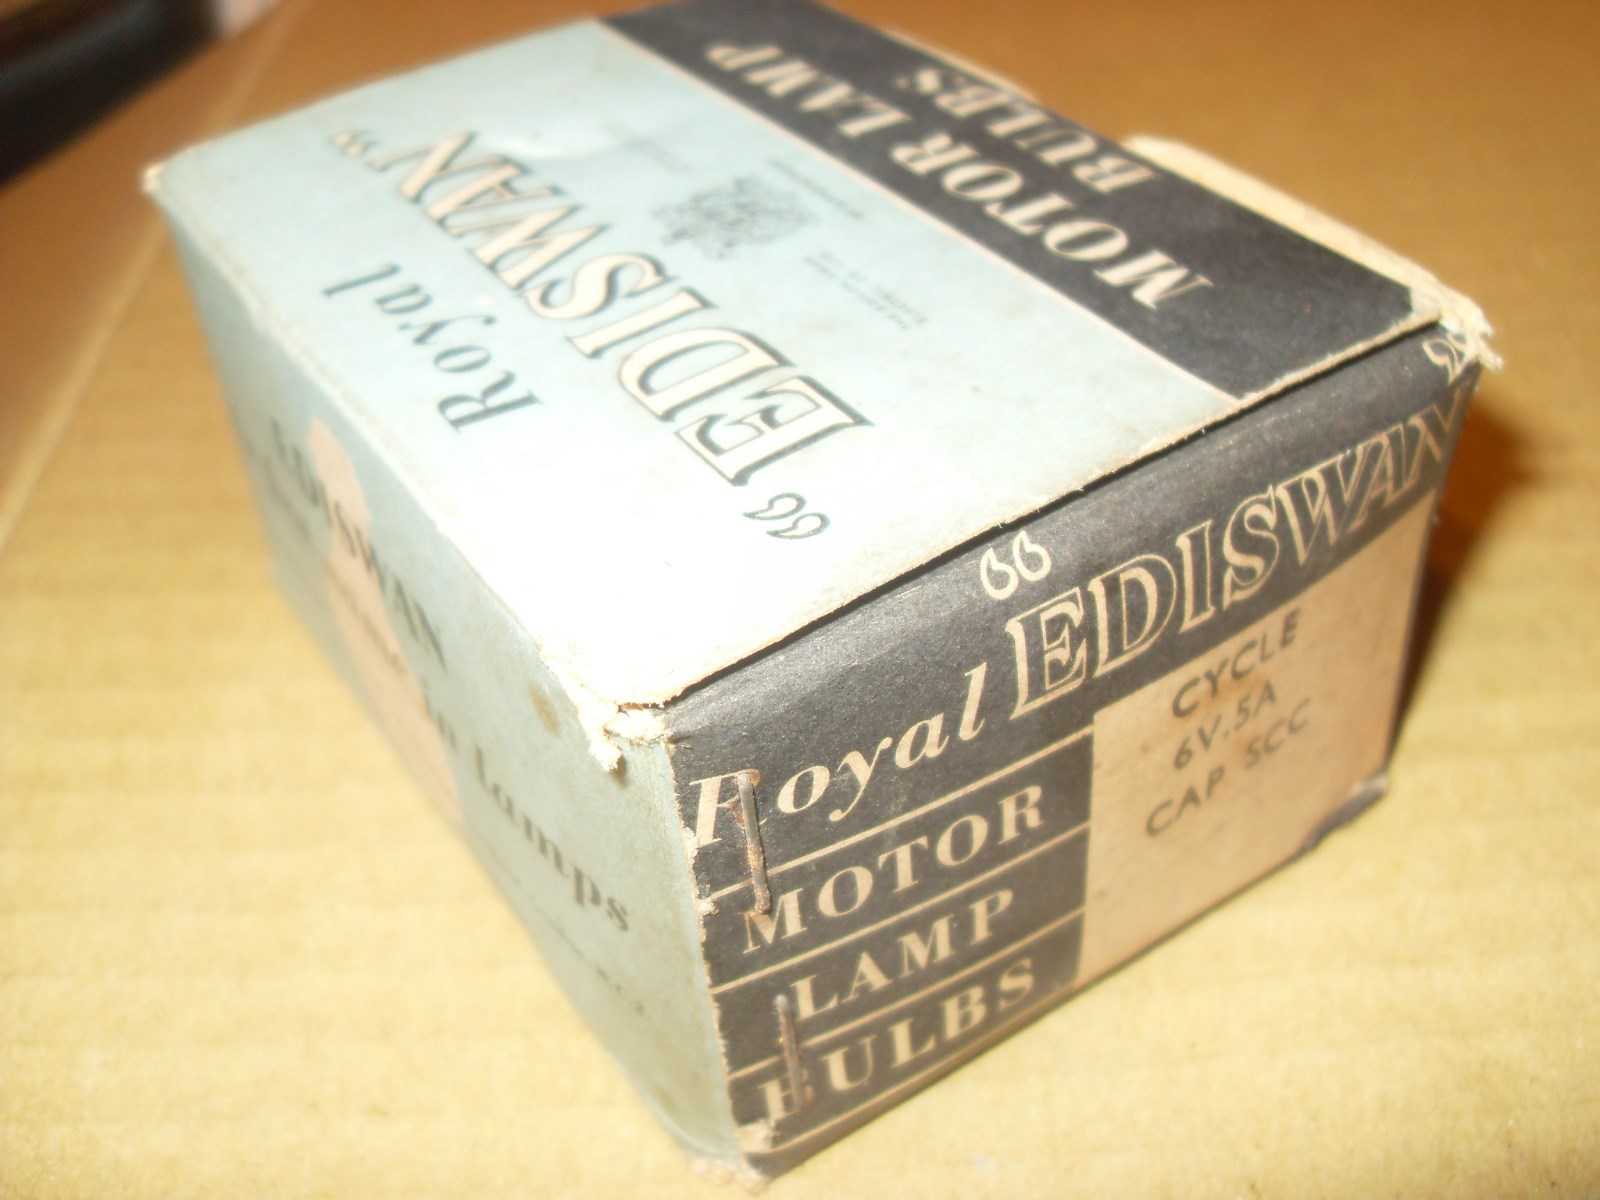 MOTOR LAMP
BULBS
Royal
"EDISWAN"
Royal "EDISWAN"
MOTOR
LAMP
BULBS
CYCLE
6V.5A
CAP SCC
EDISWAN
lamps